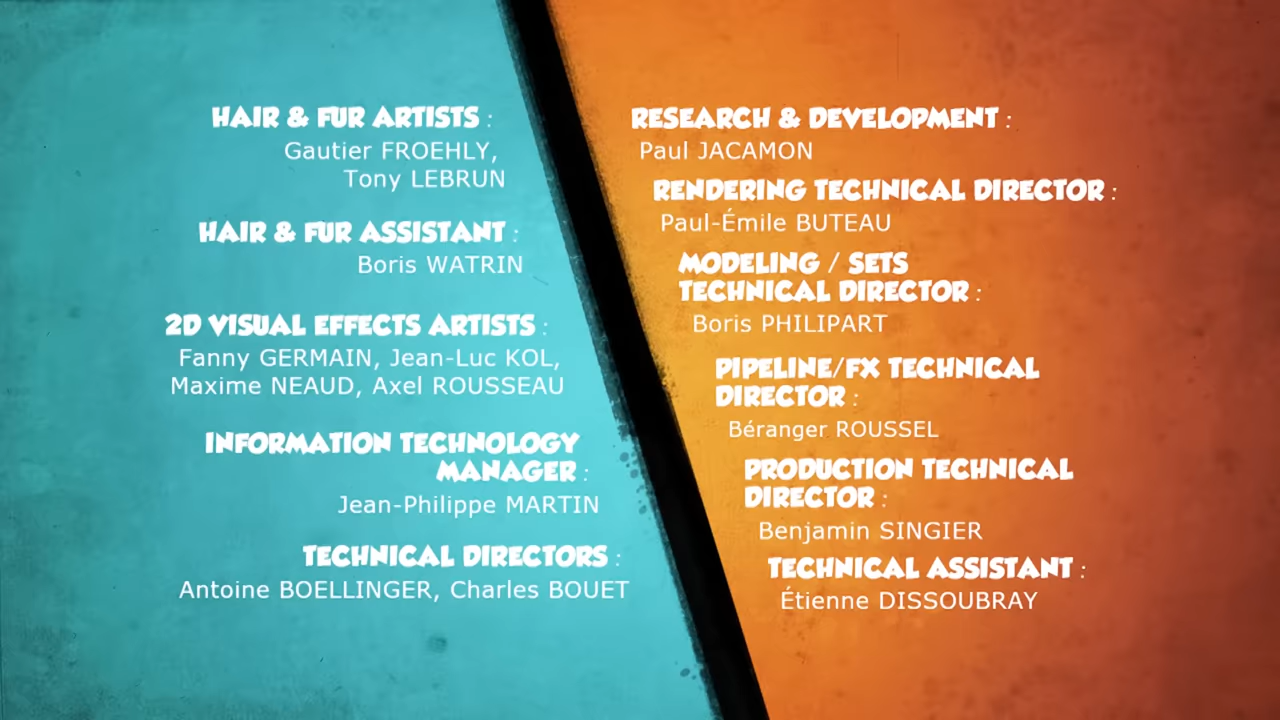 HAIR & FUR ARTISTS :
Gautier FROEHLY,
Tony LEBRUN
HAIR & FUR ASSISTANT :
Boris WATRIN
2D VISUAL EFFECTS ARTISTS :
Fanny GERMAIN, Jean-Luc KOL,
Maxime NEAUD, Axel ROUSSEAU
INFORMATION TECHNOLOGY
MANAGER :
Jean-Philippe MARTIN
TECHNICAL DIRECTORS :
Antoine BOELLINGER, Charles BOUET
RESEARCH & DEVELOPMENT :
Paul JACAMON
RENDERING TECHNICAL DIRECTOR :
Paul-Émile BUTEAU
MODELING / SETS
TECHNICAL DIRECTOR :
Boris PHILIPART
PIPELINE/FX TECHNICAL
DIRECTOR :
Béranger ROUSSEL
PRODUCTION TECHNICAL
DIRECTOR :
Benjamin SINGIER
TECHNICAL ASSISTANT :
Étienne DISSOUBRAY